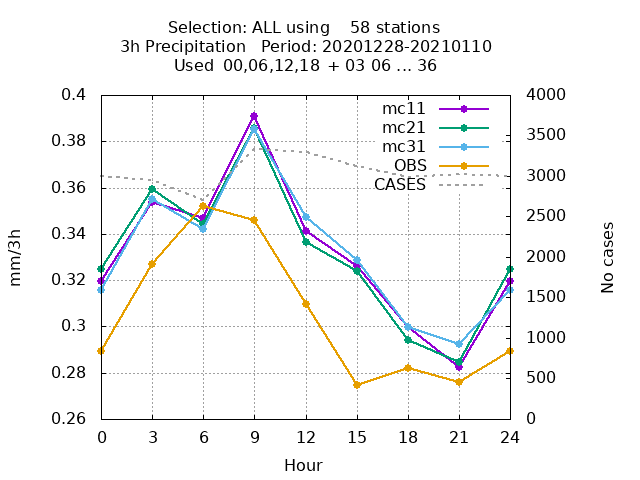 Selection: ALL using 58 stations
3h Precipitation Period: 20201228-20210110
Used 00,06,12,18 + 03 06 ... 36
0.4
0.38
0.36
0.34
0.32
0.3
0.28
0.26
mm/3h
mc11
mc21
mc31
OBS
CASES
4000
3500
3000
2500
2000
1500
1000
500
0
No cases
0 3 6 9 12 15 18 21 24
Hour